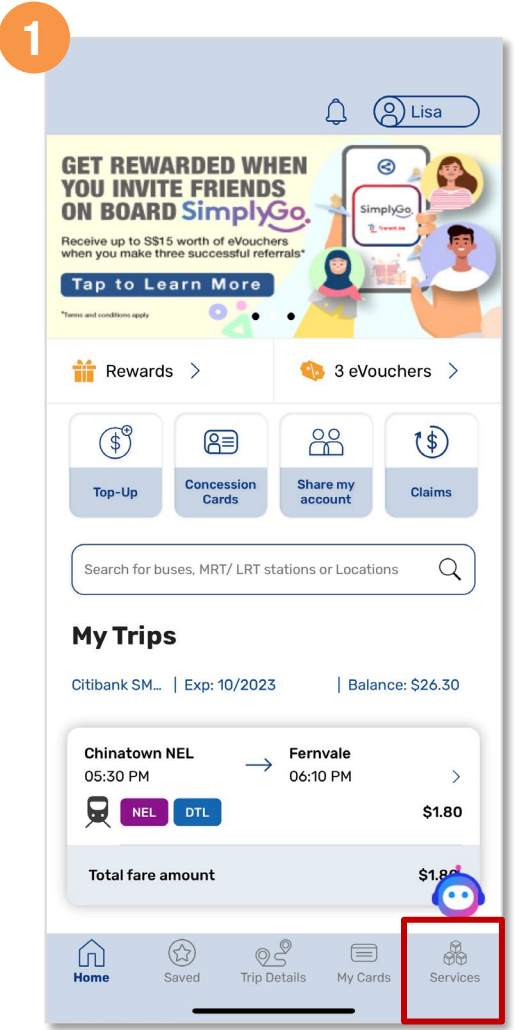 1
Lisa
GET REWARDED WHEN
YOU INVITE FRIENDS
ON BOARD SimplyGo.
Receive up to S$15 worth of eVouchers
when you make three successful referrals*
Tap to Learn More
*Terms and conditions apply
SimplyGo.
TransitLink
Rewards
3 eVouchers
Top-Up
Concession
Cards
Share my
account
Claims
Search for buses, MRT/ LRT stations or Locations
My Trips
Citibank SM... | Exp: 10/2023 | Balance: $26.30
Chinatown NEL → Fernvale
05:30 PM 06:10 PM
NEL DTL $1.80
Total fare amount $1.80
Home Saved Trip Details My Cards Services